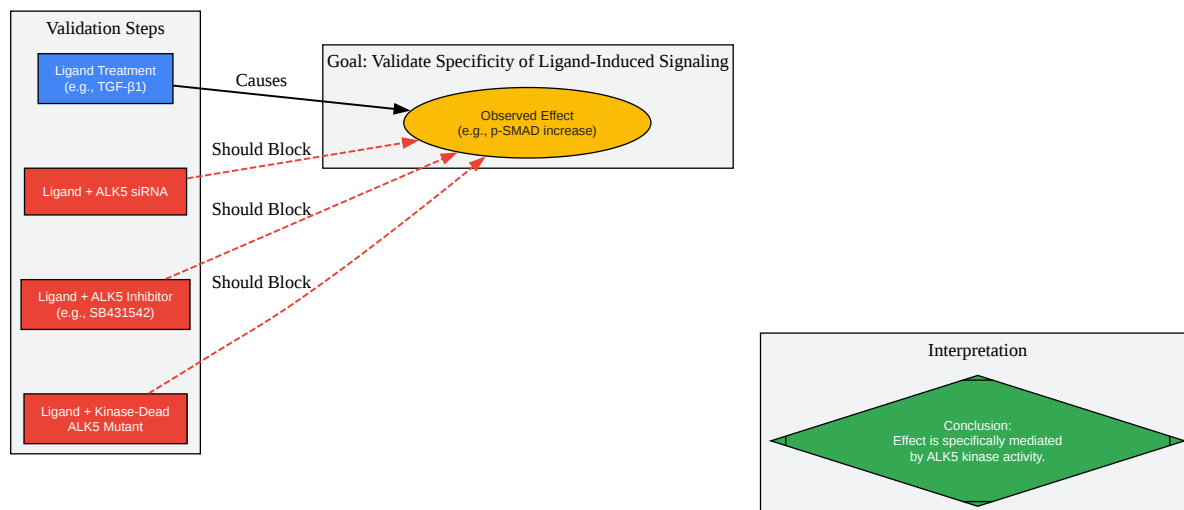 Validation Steps
Ligand Treatment
(e.g., TGF-β1)
Causes
Goal: Validate Specificity of Ligand-Induced Signaling
Observed Effect
(e.g., p-SMAD increase)
Should Block
Ligand + ALK5 siRNA
Should Block
Ligand + ALK5 Inhibitor
(e.g., SB431542)
Should Block
Ligand + Kinase-Dead
ALK5 Mutant
Interpretation
Conclusion:
Effect is specifically mediated
by ALK5 kinase activity.